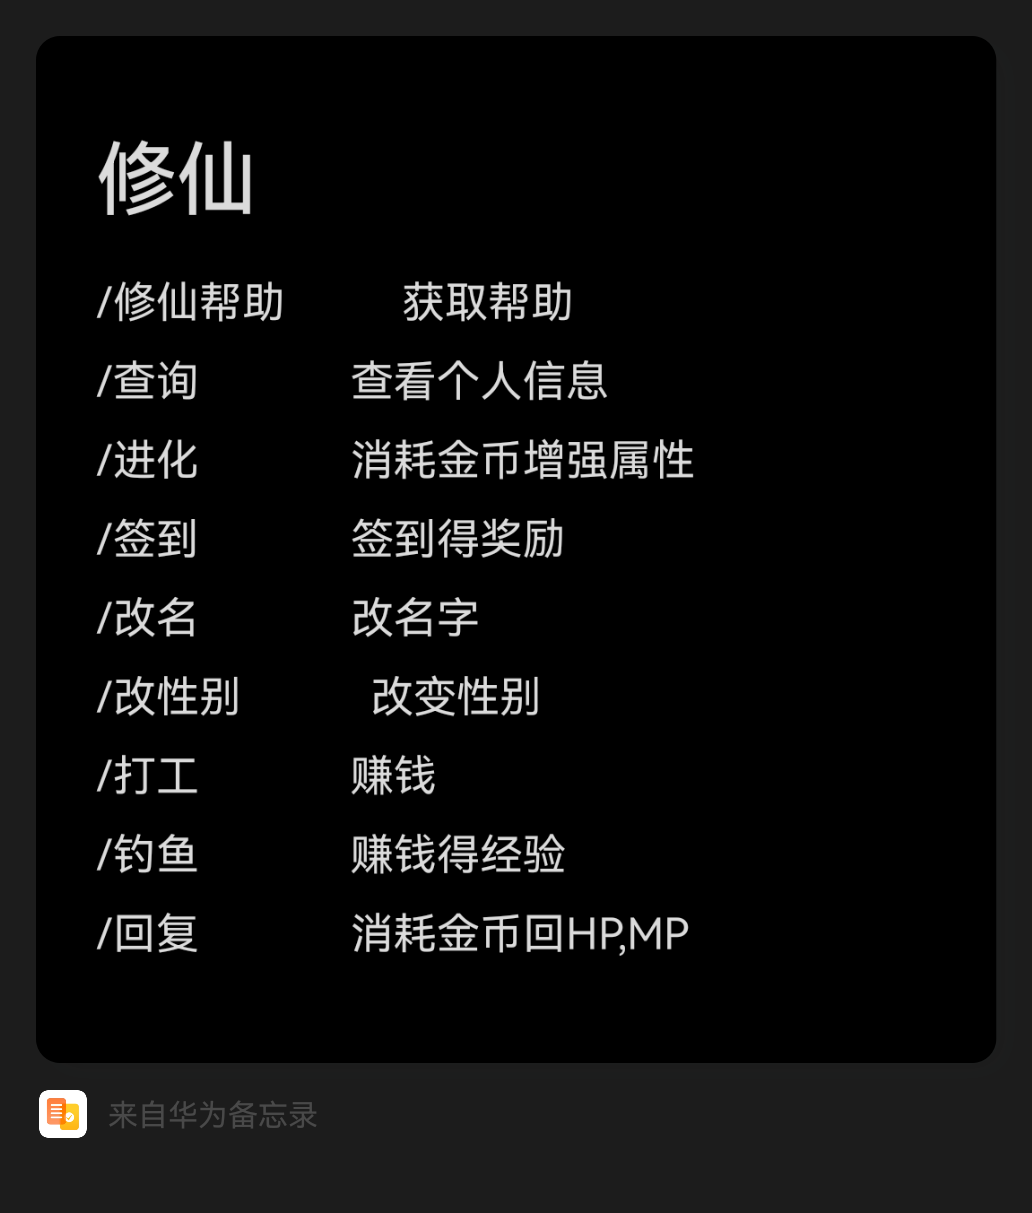 修仙
/修仙帮助 获取帮助
/查询 查看个人信息
/进化 消耗金币增强属性
/签到 签到得奖励
/改名 改名字
/改性别 改变性别
/打工 赚钱
/钓鱼 赚钱得经验
/回复 消耗金币回HP,MP
来自华为备忘录